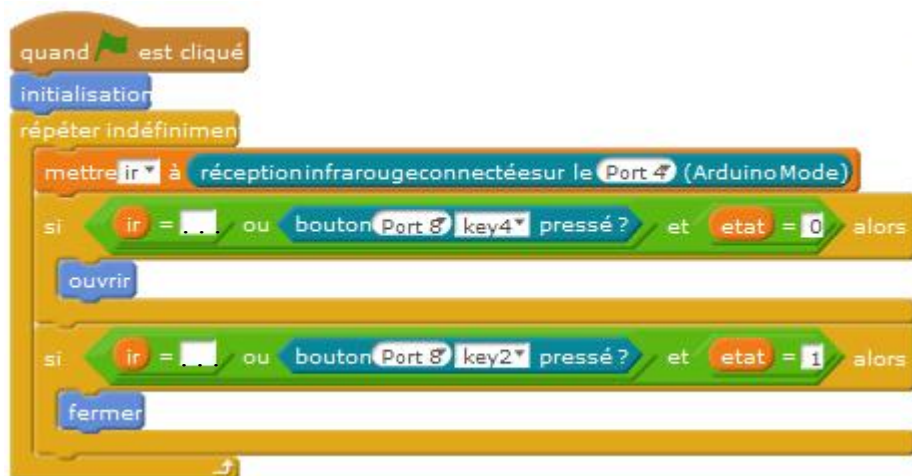 quand est cliqué
initialisation
répéter indéfinimen
mettre ir à réception infrarouge connectée sur le Port 4 (Arduino Mode)
si ir = . . . ou bouton Port 8 key4 pressé ? et etat = 0 alors
ouvrir
si ir = . . . ou bouton Port 8 key2 pressé ? et etat = 1 alors
fermer